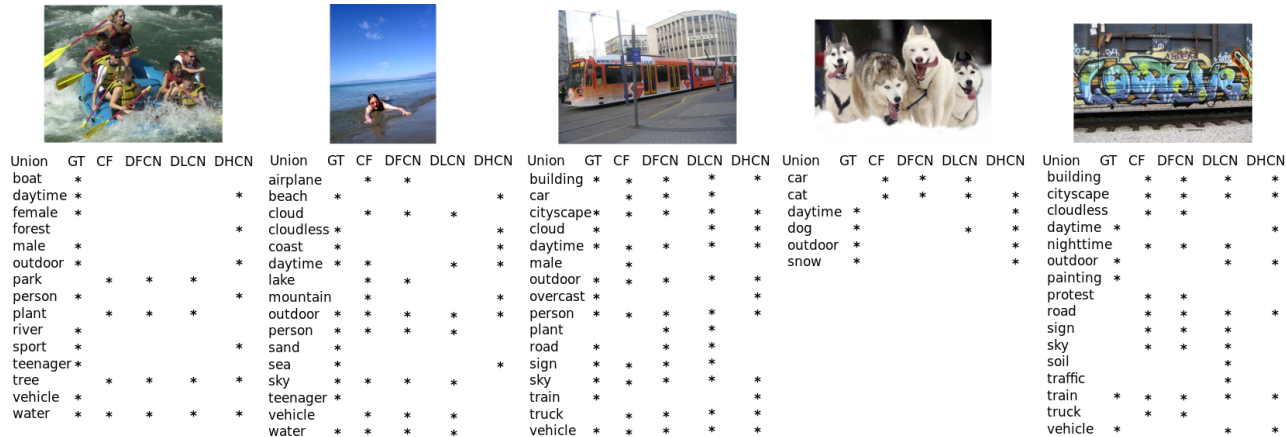 Union GT CF DFCN DLCN DHCN
boat *
daytime * *
female *
forest *
male *
outdoor * *
park * * *
person * *
plant * * *
river *
sport * *
teenager *
tree * * * *
vehicle *
water * * * * *
Union GT CF DFCN DLCN DHCN
airplane * *
beach * *
cloud * * *
cloudless * *
coast * *
daytime * * * *
lake * *
mountain * *
outdoor * * * * *
person * * * *
sand *
sea * *
sky * * * *
teenager *
vehicle * * *
water * * * *
Union GT CF DFCN DLCN DHCN
building * * * * *
car * * *
cityscape * * * * *
cloud * * *
daytime * * * * *
male *
outdoor * * * * *
overcast * *
person * * * * *
plant * *
road * * *
sign * * * *
sky * * * * *
train * *
truck * * * *
vehicle * * * * *
Union GT CF DFCN DLCN DHCN
car * * *
cat * * * *
daytime * *
dog * * *
outdoor * *
snow * *
Union GT CF DFCN DLCN DHCN
building * * * *
cityscape * * * *
cloudless * *
daytime * *
nighttime * * *
outdoor * * *
painting *
protest * *
road * * * *
sign * * *
sky * * *
soil *
traffic *
train * * * * *
truck * *
vehicle * * *